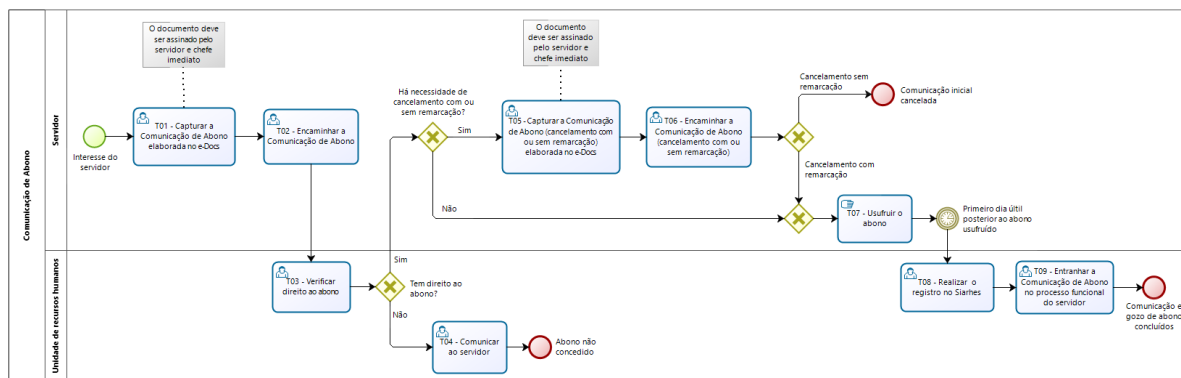 Comunicação de Abono
Servidor
O documento deve
ser assinado pelo
servidor e chefe
imediato
Interesse do
servidor
T01 - Capturar a
Comunicação de Abono
elaborada no e-Docs
T02 - Encaminhar a
Comunicação de Abono
Há necessidade de
cancelamento com ou
sem remarcação?
Sim
Não
O documento
deve ser assinado
pelo servidor e
chefe imediato
T05 - Capturar a Comunicação
de Abono (cancelamento com
ou sem remarcação)
elaborada no e-Docs
T06 - Encaminhar a
Comunicação de Abono
(cancelamento com ou
sem remarcação)
Cancelamento sem
remarcação
Comunicação inicial
cancelada
Cancelamento com
remarcação
T07 - Usufruir o
abono
Primeiro dia últil
posterior ao abono
usufruído
Unidade de recursos humanos
T03 - Verificar
direito ao abono
Sim
Tem direito ao
abono?
Não
T04 - Comunicar
ao servidor
Abono não
concedido
T08 - Realizar o
registro no Siarhes
T09 - Entranhar a
Comunicação de Abono
no processo funcional
do servidor
Comunicação e
gozo de abono
concluídos